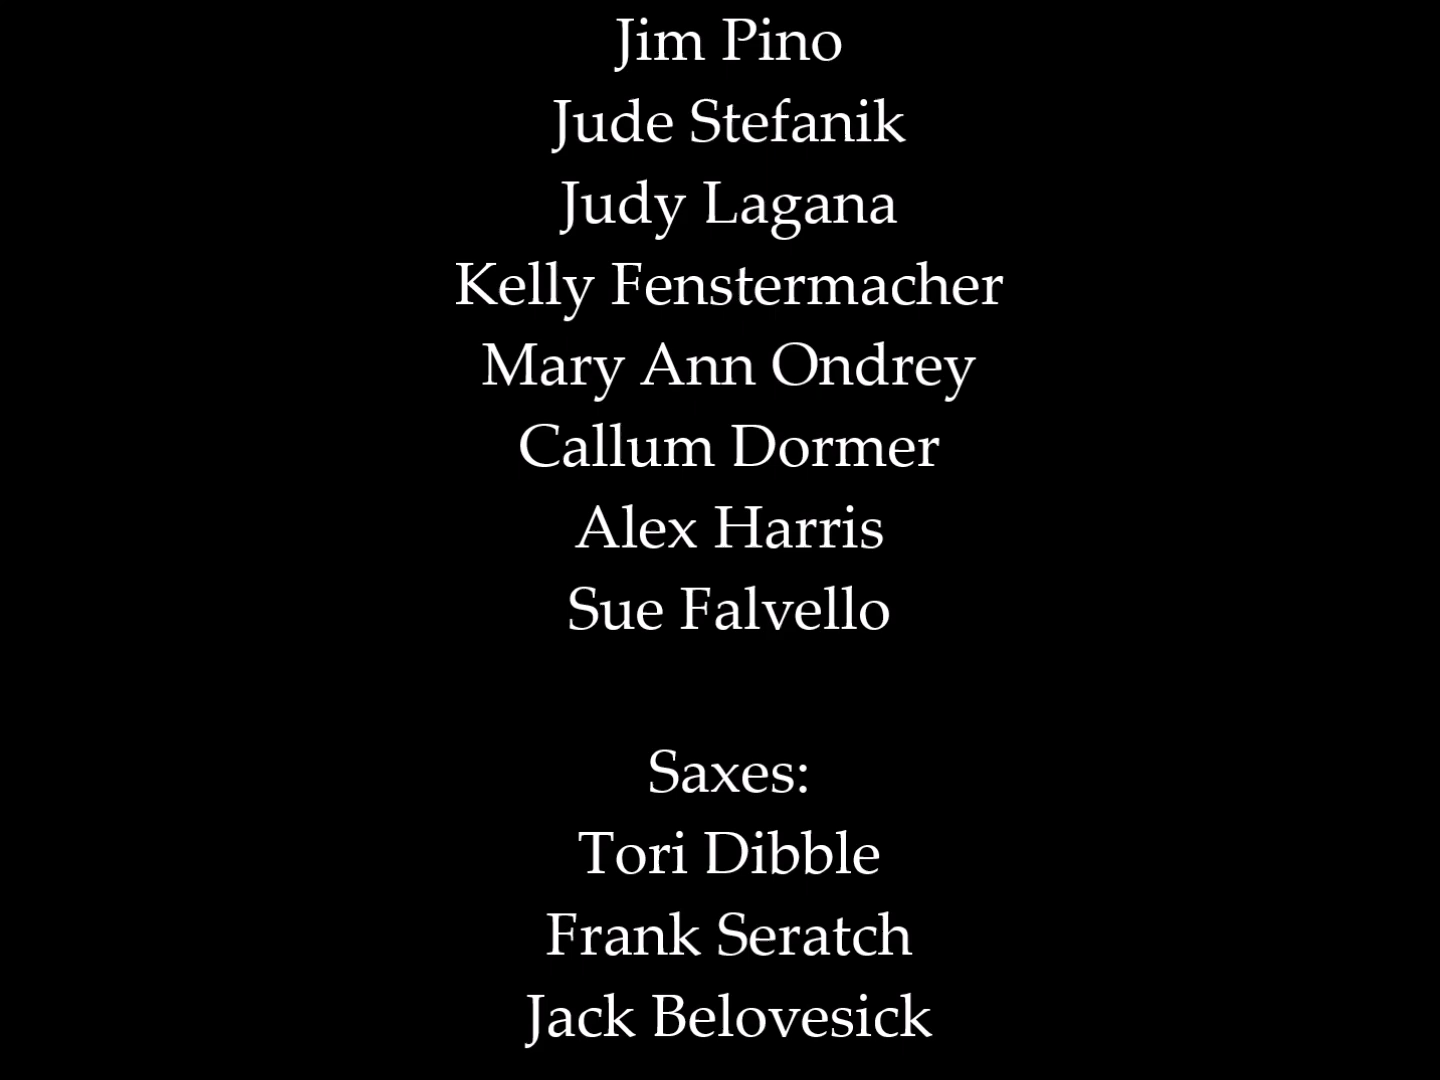 Jim Pino
Jude Stefanik
Judy Lagana
Kelly Fenstermacher
Mary Ann Ondrey
Callum Dormer
Alex Harris
Sue Falvello
Saxes:
Tori Dibble
Frank Seratch
Jack Belovesick